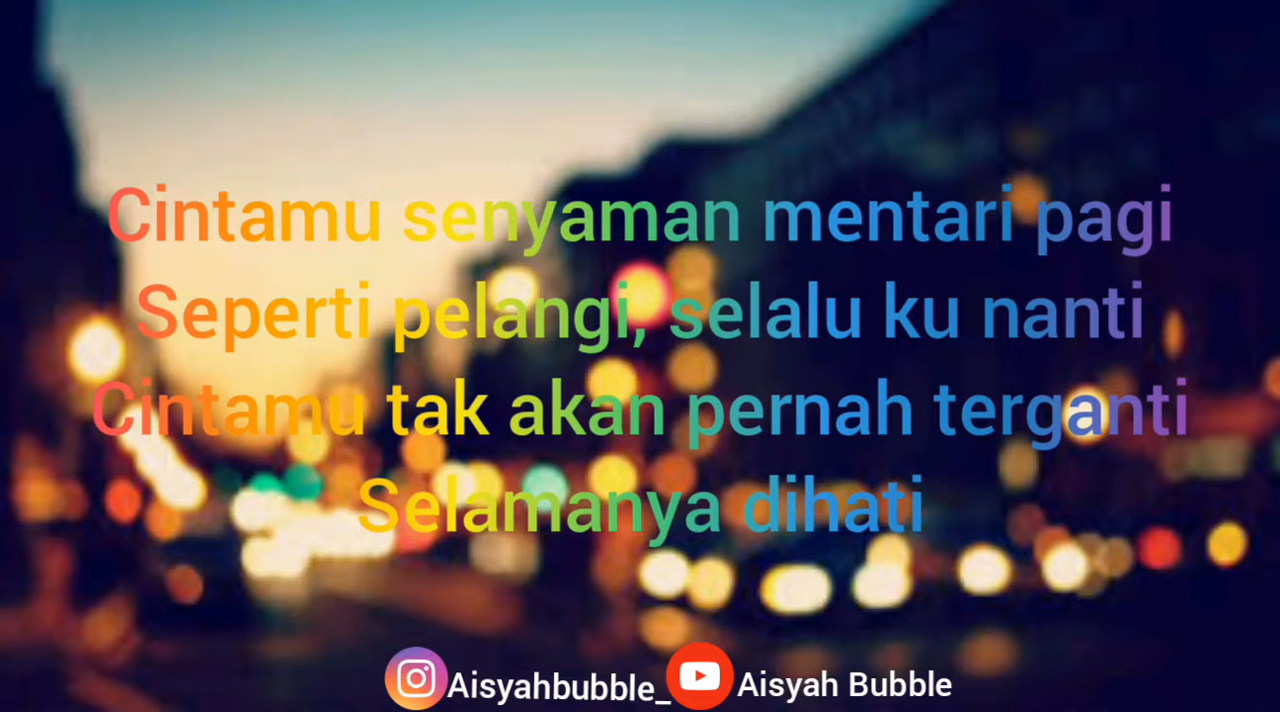 Cintamu senyaman mentari pagi
Seperti pelangi, selalu ku nanti
Cintamu tak akan pernah terganti
Selamanya dihati
Aisyahbubble_ Aisyah Bubble